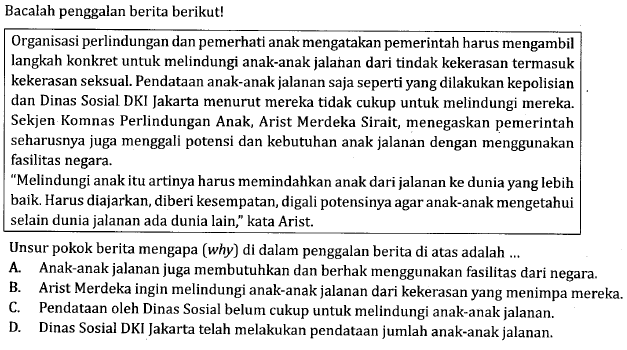 Bacalah penggalan berita berikut!
Organisasi perlindungan dan pemerhati anak mengatakan pemerintah harus mengambil
langkah konkret untuk melindungi anak-anak jalanan dari tindak kekerasan termasuk
kekerasan seksual. Pendataan anak-anak jalanan saja seperti yang dilakukan kepolisian
dan Dinas Sosial DKI Jakarta menurut mereka tidak cukup untuk melindungi mereka.
Sekjen Komnas Perlindungan Anak, Arist Merdeka Sirait, menegaskan pemerintah
seharusnya juga menggali potensi dan kebutuhan anak jalanan dengan menggunakan
fasilitas negara.
"Melindungi anak itu artinya harus memindahkan anak dari jalanan ke dunia yang lebih
baik. Harus diajarkan, diberi kesempatan, digali potensinya agar anak-anak mengetahui
selain dunia jalanan ada dunia lain," kata Arist.
Unsur pokok berita mengapa (why) di dalam penggalan berita di atas adalah ...
A. Anak-anak jalanan juga membutuhkan dan berhak menggunakan fasilitas dari negara.
B. Arist Merdeka ingin melindungi anak-anak jalanan dari kekerasan yang menimpa mereka.
C. Pendataan oleh Dinas Sosial belum cukup untuk melindungi anak-anak jalanan.
D. Dinas Sosial DKI Jakarta telah melakukan pendataan jumlah anak-anak jalanan.